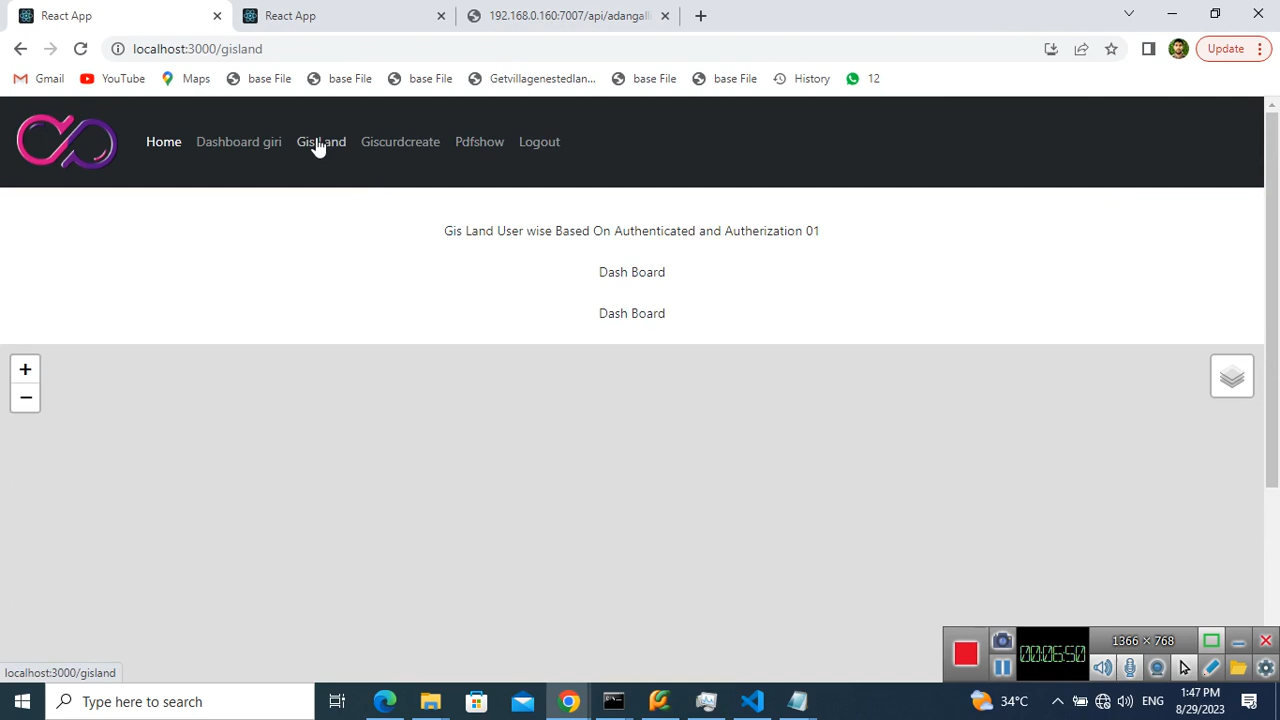 React App
React App
192.168.0.160:7007/api/adangal
localhost:3000/gisland
Update
Gmail
YouTube
Maps
base File
base File
base File
Getvillagenestedlan...
base File
base File
History
12
Home
Dashboard giri
GisLand
Giscurdcreate
Pdfshow
Logout
Gis Land User wise Based On Authenticated and Autherization 01
Dash Board
Dash Board
+
−
1366 × 768
00:06:50
localhost:3000/gisland
Type here to search
34°C
ENG
1:47 PM
8/29/2023